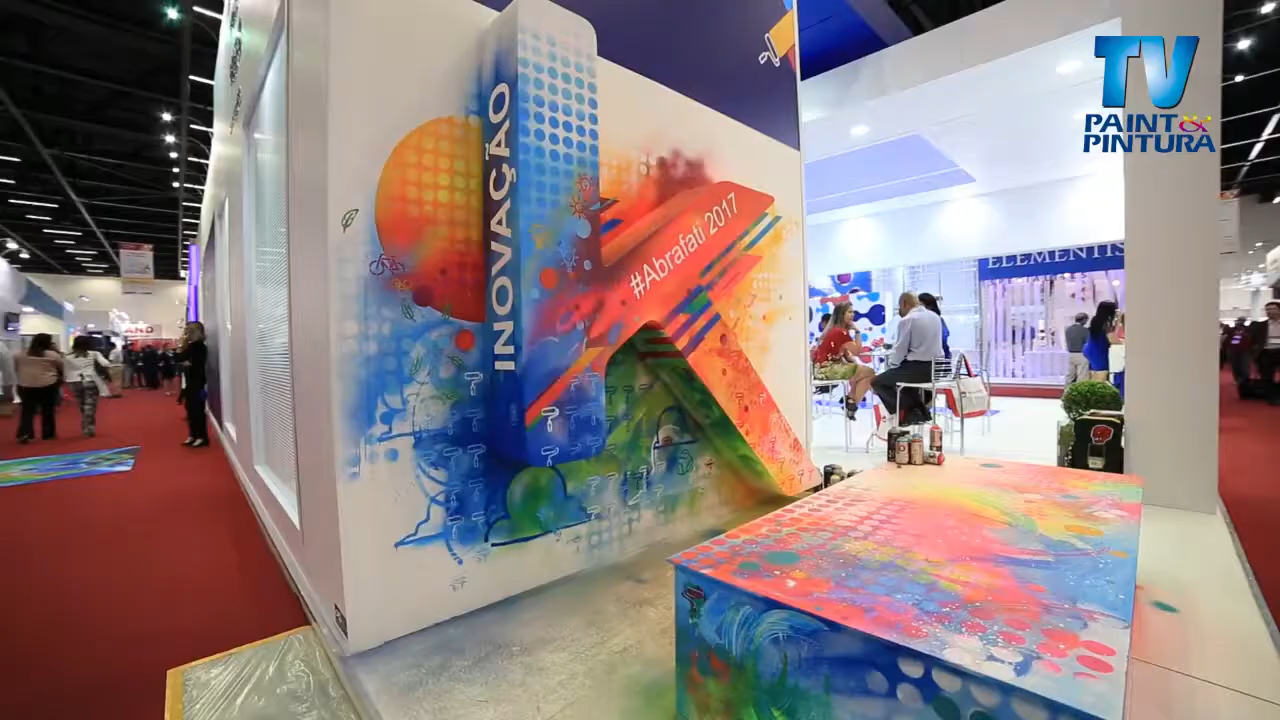 TV
PAINT&
PINTURA
INOVAÇÃO
#Abrafati 2017
ELEMENTIS